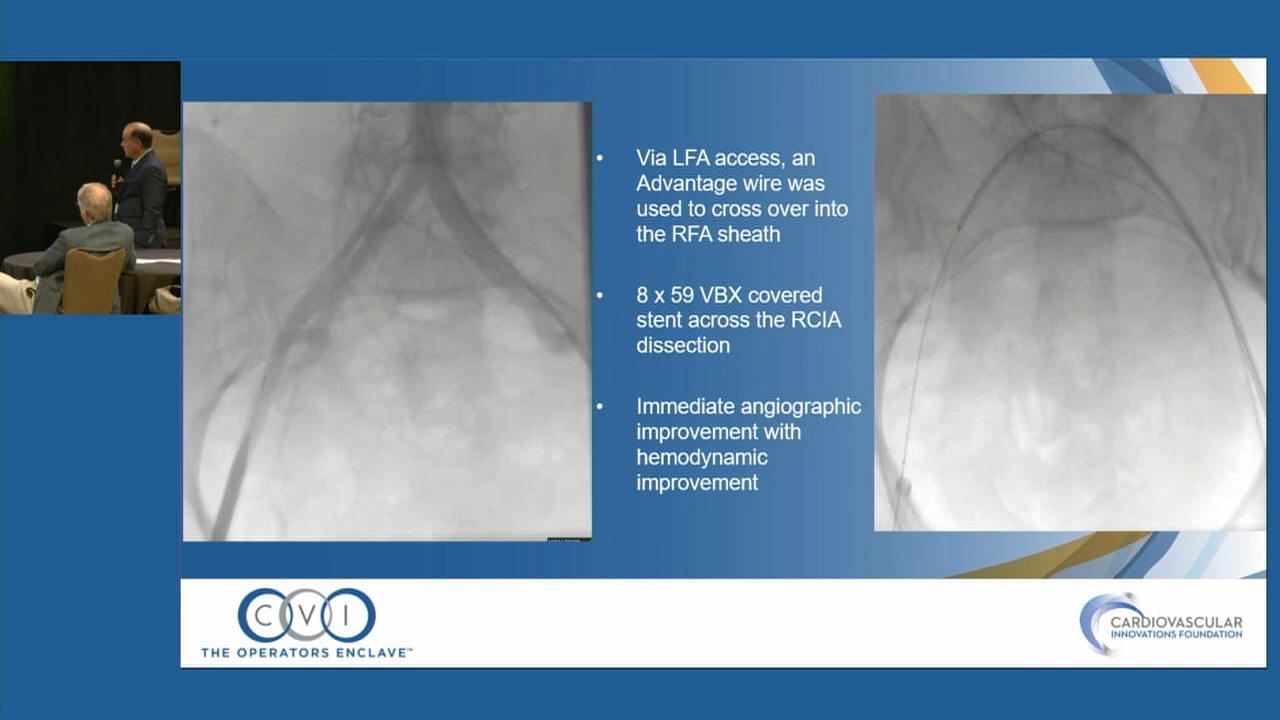 • Via LFA access, an
Advantage wire was
used to cross over into
the RFA sheath
• 8 x 59 VBX covered
stent across the RCIA
dissection
• Immediate angiographic
improvement with
hemodynamic
improvement
CVI
THE OPERATORS ENCLAVE™
CARDIOVASCULAR
INNOVATIONS FOUNDATION